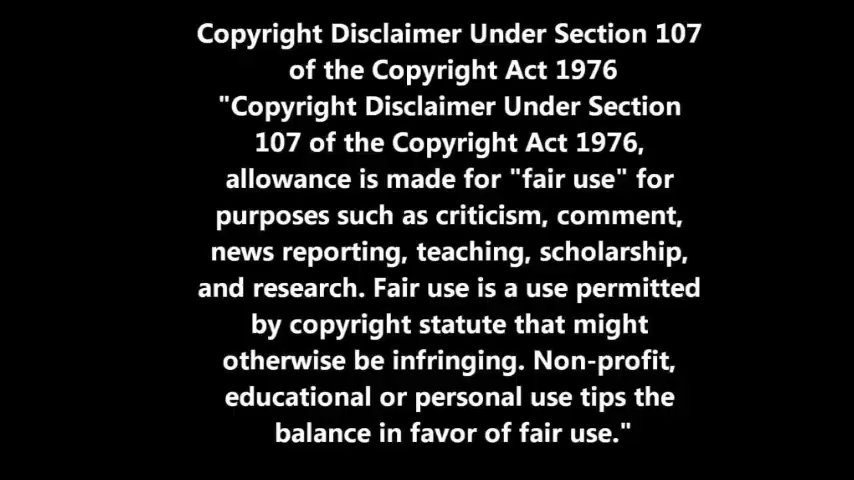 Copyright Disclaimer Under Section 107
of the Copyright Act 1976
"Copyright Disclaimer Under Section
107 of the Copyright Act 1976,
allowance is made for "fair use" for
purposes such as criticism, comment,
news reporting, teaching, scholarship,
and research. Fair use is a use permitted
by copyright statute that might
otherwise be infringing. Non-profit,
educational or personal use tips the
balance in favor of fair use."